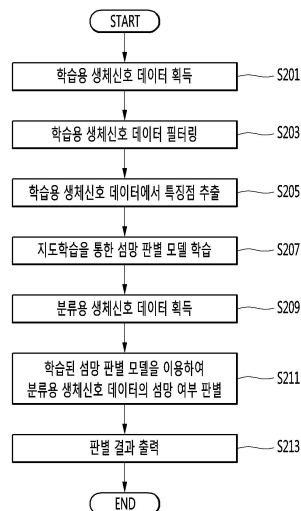 START
학습용 생체신호 데이터 획득
S201
학습용 생체신호 데이터 필터링
S203
학습용 생체신호 데이터에서 특징점 추출
S205
지도학습을 통한 섬망 판별 모델 학습
S207
분류용 생체신호 데이터 획득
S209
학습된 섬망 판별 모델을 이용하여
분류용 생체신호 데이터의 섬망 여부 판별
S211
판별 결과 출력
S213
END